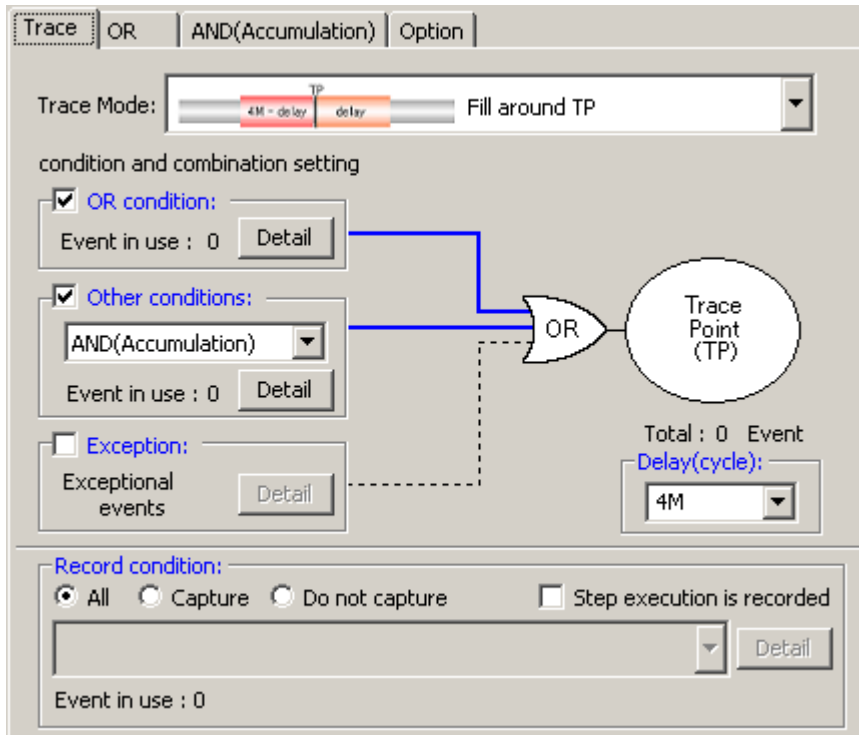 Trace OR AND(Accumulation) Option
TP
Trace Mode: 4M - delay delay Fill around TP
condition and combination setting
OR condition:
Event in use : 0 Detail
Other conditions:
AND(Accumulation)
Event in use : 0 Detail
Exception:
Exceptional
events
Detail
OR
Trace
Point
(TP)
Total : 0 Event
Delay(cycle):
4M
Record condition:
All Capture Do not capture Step execution is recorded
Detail
Event in use : 0